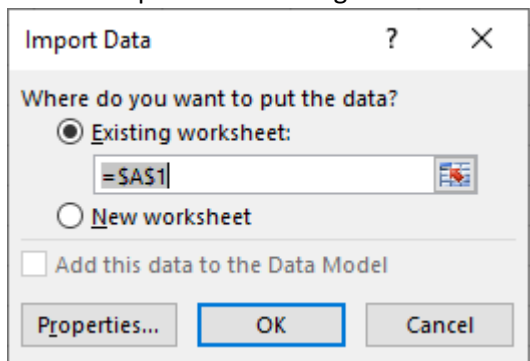 Import Data ? ×
Where do you want to put the data?
Existing worksheet:
=$A$1
New worksheet
Add this data to the Data Model
Properties... OK Cancel